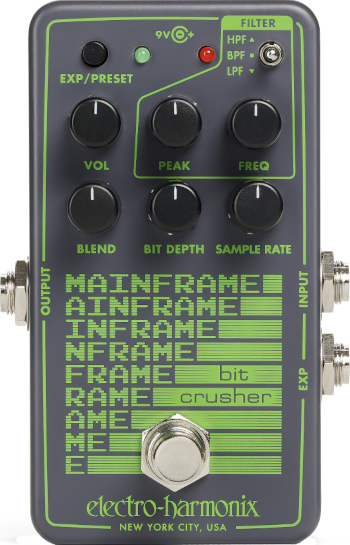 FILTER
9V
HPF
BPF
LPF
EXP/PRESET
VOL
PEAK
FREQ
BLEND
BIT DEPTH
SAMPLE RATE
OUTPUT
INPUT
EXP
MAINFRAME
AINFRAME
INFRAME
NFRAME
FRAME bit
RAME crusher
AME
ME
E
electro-harmonix
NEW YORK CITY, USA